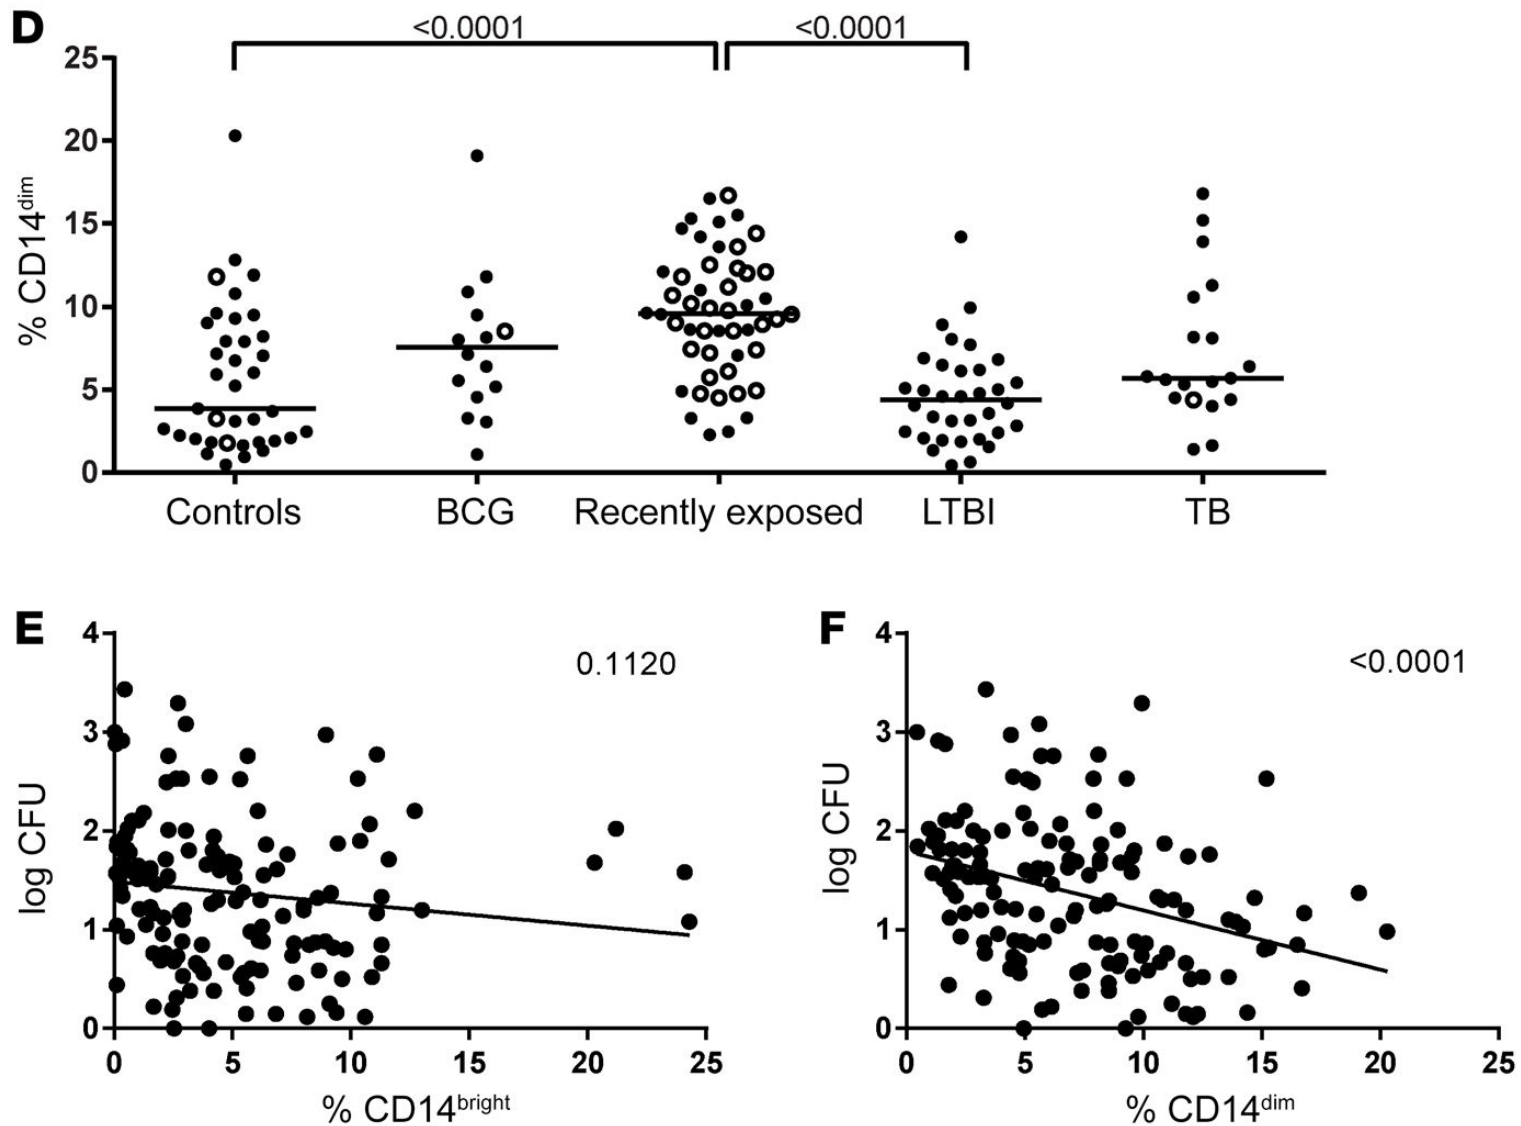 D
<0.0001 <0.0001
25
20
15
10
5
0
% CD14dim
Controls BCG Recently exposed LTBI TB
E
4
3
2
1
0
log CFU
0.1120
0 5 10 15 20 25
% CD14bright
F
4
3
2
1
0
log CFU
<0.0001
0 5 10 15 20 25
% CD14dim